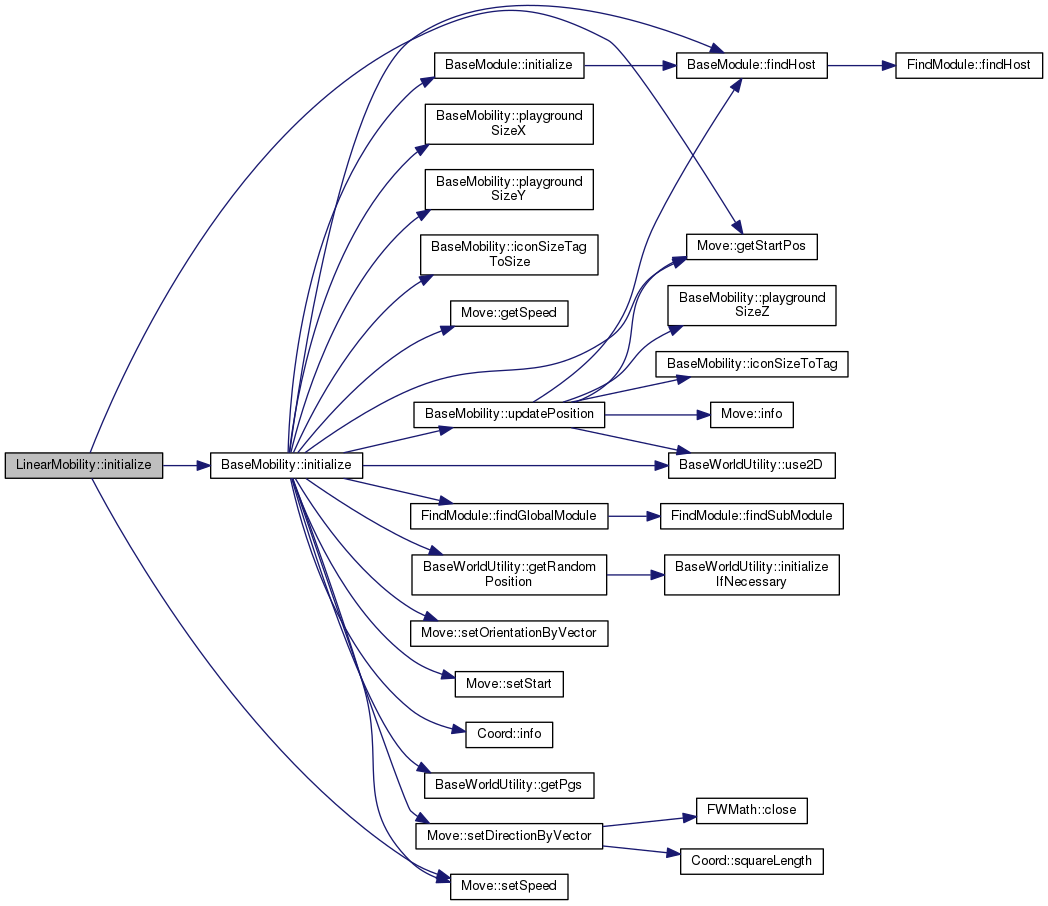 LinearMobility::initialize
BaseMobility::initialize
BaseModule::initialize
BaseModule::findHost
FindModule::findHost
BaseMobility::playground
SizeX
BaseMobility::playground
SizeY
BaseMobility::iconSizeTag
ToSize
Move::getStartPos
Move::getSpeed
BaseMobility::playground
SizeZ
BaseMobility::iconSizeToTag
BaseMobility::updatePosition
Move::info
BaseWorldUtility::use2D
FindModule::findGlobalModule
FindModule::findSubModule
BaseWorldUtility::getRandom
Position
BaseWorldUtility::initialize
IfNecessary
Move::setOrientationByVector
Move::setStart
Coord::info
BaseWorldUtility::getPgs
Move::setDirectionByVector
FWMath::close
Coord::squareLength
Move::setSpeed